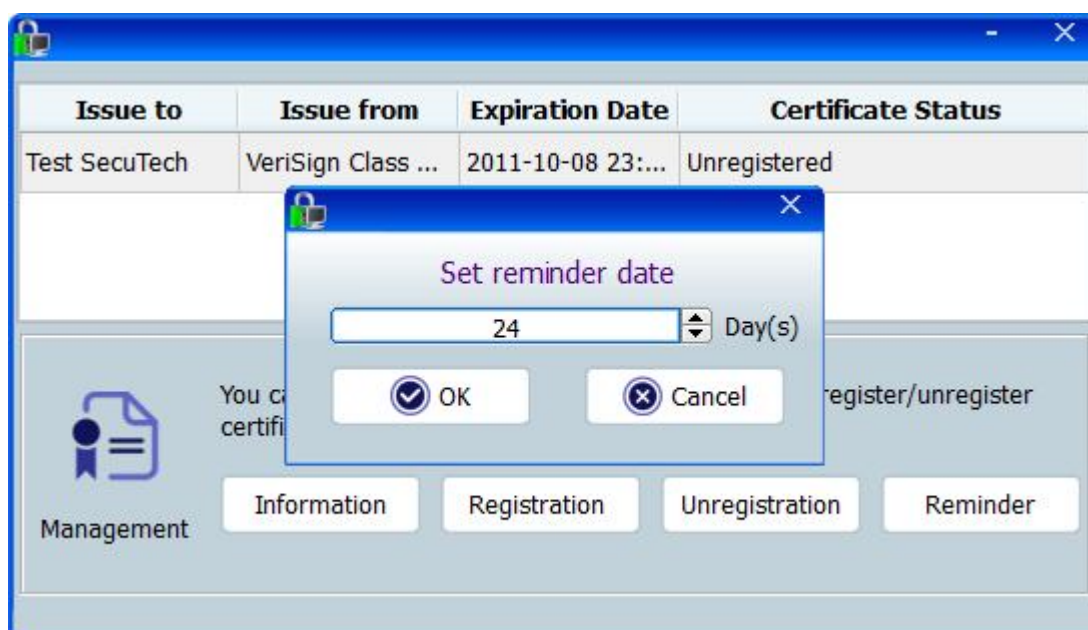 Issue to Issue from Expiration Date Certificate Status
Test SecuTech VeriSign Class ... 2011-10-08 23:... Unregistered
Set reminder date
24 Day(s)
OK Cancel
You ca register/unregister
certifi
Information Registration Unregistration Reminder
Management